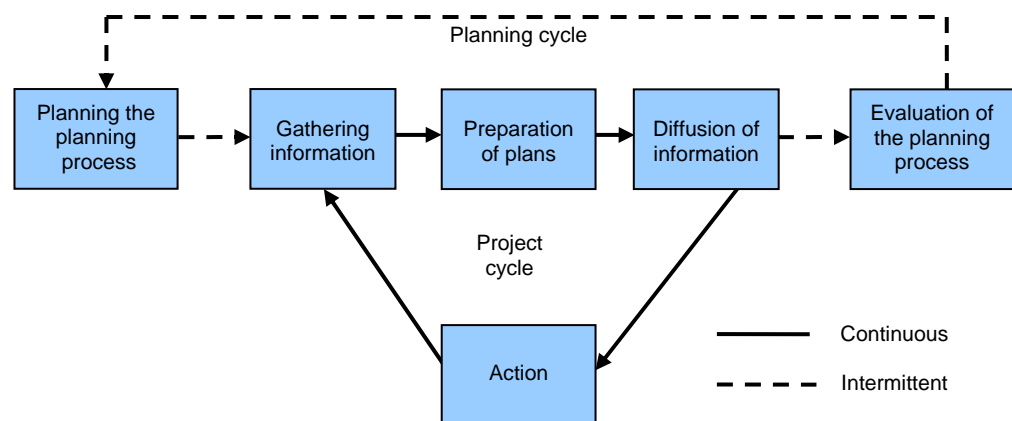 Planning cycle
Planning the
planning
process
Gathering
information
Preparation
of plans
Diffusion of
information
Evaluation of
the planning
process
Project
cycle
Action
Continuous
Intermittent